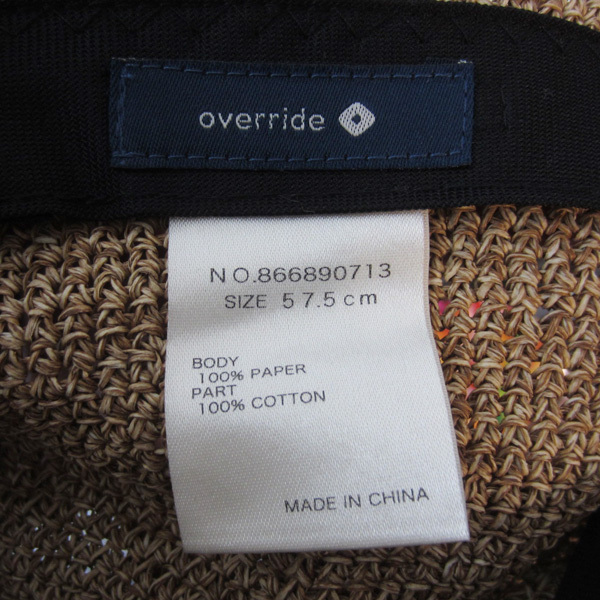 override
NO.866890713
SIZE 57.5cm
BODY
100% PAPER
PART
100% COTTON
MADE IN CHINA